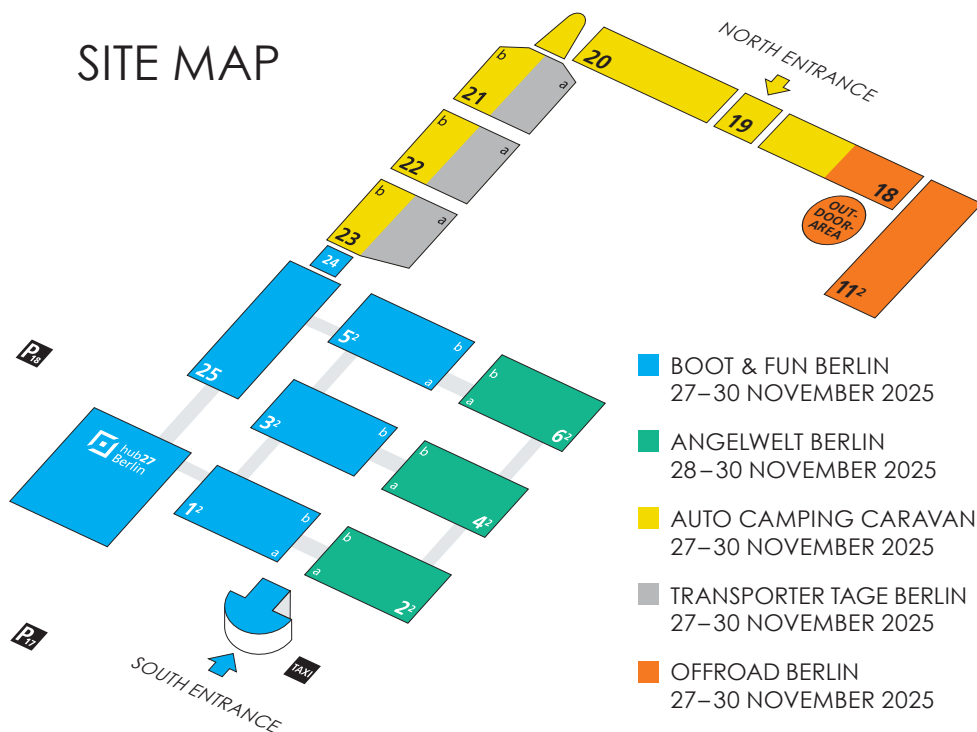 SITE MAP
NORTH ENTRANCE
20
b
21
a
19
b
22
a
18
OUT-
DOOR-
AREA
b
23
a
11²
24
25
5²
b
a
P18
b
a
6²
3²
b
hub27
Berlin
b
a
4²
1²
b
a
b
a
2²
P17
TAXI
SOUTH ENTRANCE
BOOT & FUN BERLIN
27–30 NOVEMBER 2025
ANGELWELT BERLIN
28–30 NOVEMBER 2025
AUTO CAMPING CARAVAN
27–30 NOVEMBER 2025
TRANSPORTER TAGE BERLIN
27–30 NOVEMBER 2025
OFFROAD BERLIN
27–30 NOVEMBER 2025